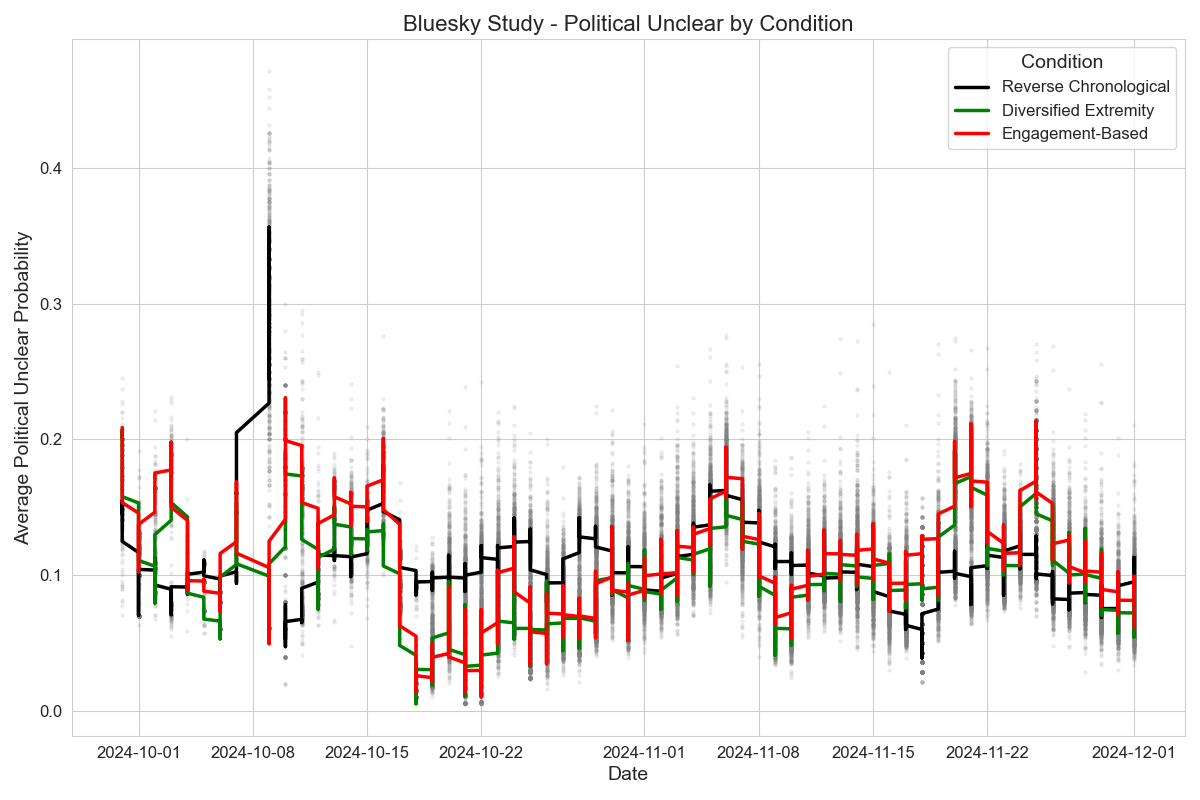 Bluesky Study - Political Unclear by Condition
Condition
Reverse Chronological
Diversified Extremity
Engagement-Based
Average Political Unclear Probability
0.4
0.3
0.2
0.1
0.0
2024-10-01
2024-10-08
2024-10-15
2024-10-22
2024-11-01
2024-11-08
2024-11-15
2024-11-22
2024-12-01
Date